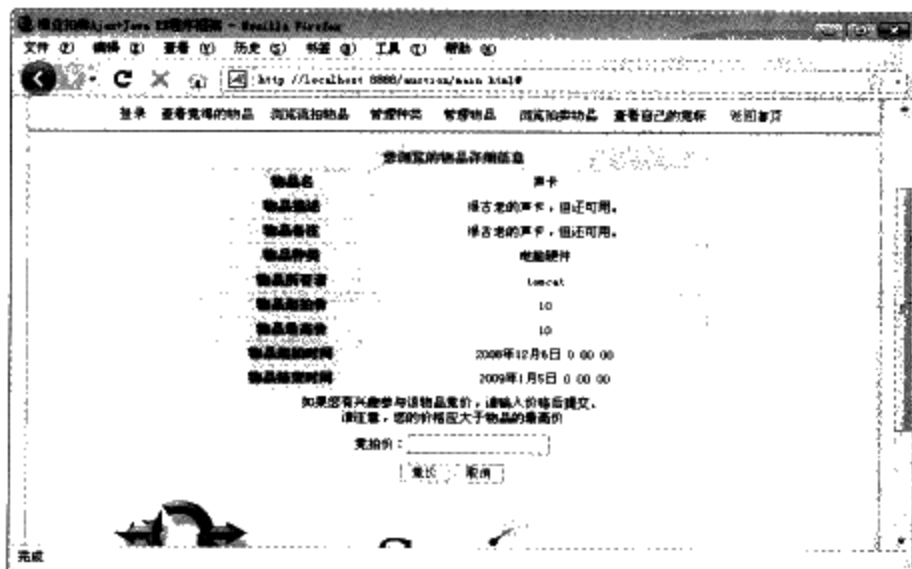 Ajax+Java EE程序框架 - Mozilla Firefox
文件 (F) 编辑 (E) 查看 (V) 历史 (S) 书签 (B) 工具 (T) 帮助 (H)
http //localhost 8888/auction/main html#
登录 查看竞得的物品 浏览流拍物品 管理种类 管理物品 浏览拍卖物品 查看自己的竞标 返回首页
您浏览的物品详细信息
物品名 声卡
物品描述 很古老的声卡，但还可用。
物品备注 很古老的声卡，但还可用。
物品种类 电脑硬件
物品所有者 tomcat
物品起拍价 10
物品最高价 10
物品起拍时间 2008年12月6日 0 00 00
物品结束时间 2009年1月5日 0 00 00
如果您有兴趣参与该物品竞价，请输入价格后提交。
请注意，您的价格应大于物品的最高价
竞拍价：
取消
完成